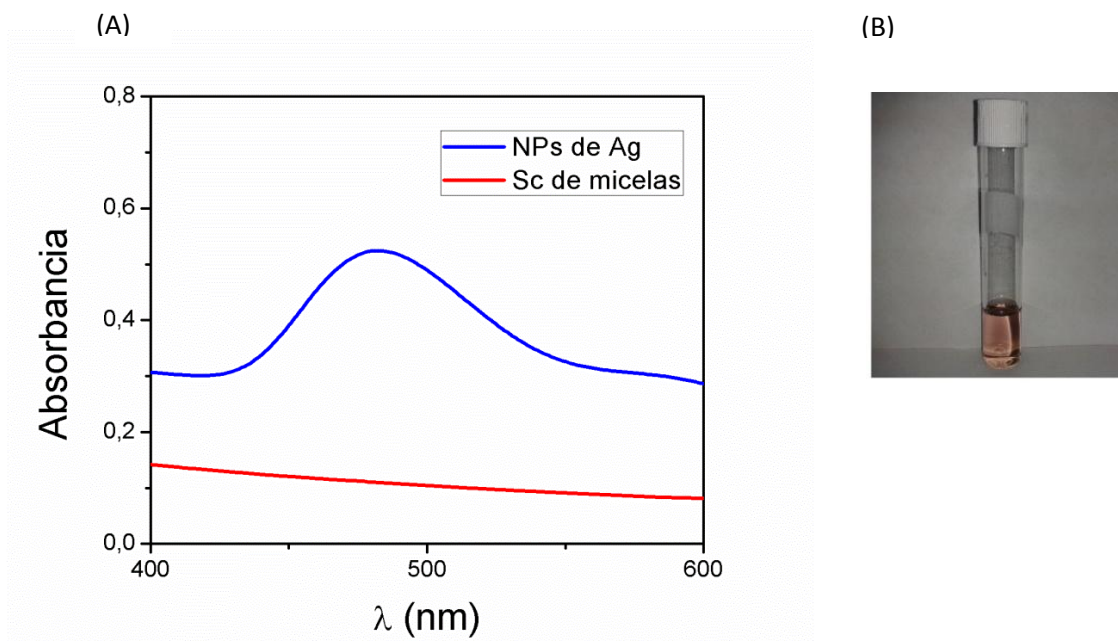 (A)
(B)
0,8
0,6
0,4
0,2
0,0
Absorbancia
NPs de Ag
Sc de micelas
400
500
600
λ (nm)